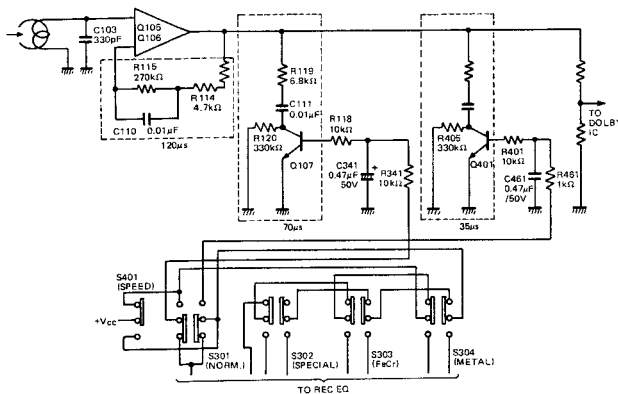 C103
330pF
Q105
Q106
R115
270kΩ
R114
4.7kΩ
C110
0.01μF
120μs
R119
6.8kΩ
C111
0.01μF
R120
330kΩ
Q107
70μs
R118
10kΩ
C341
0.47μF
50V
+
R341
10kΩ
R406
330kΩ
Q401
35μs
R401
10kΩ
C461
0.47μF
/50V
R461
1kΩ
TO
DOLBY
IC
S401
(SPEED)
+Vcc
S301
(NORM.)
S302
(SPECIAL)
S303
(FeCr)
S304
(METAL)
TO REC EQ